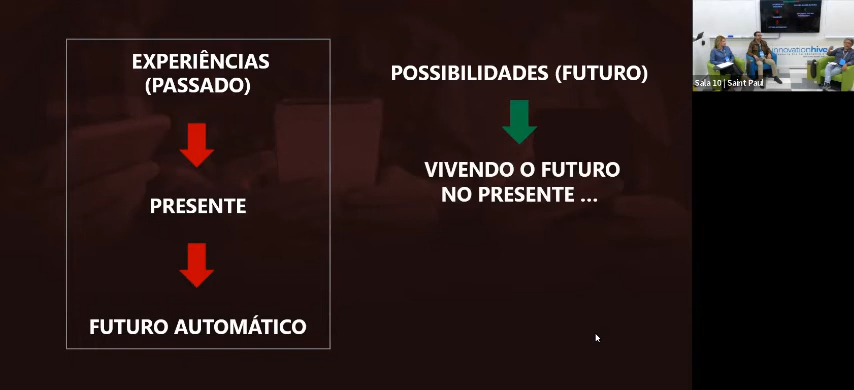 EXPERIÊNCIAS
(PASSADO)
PRESENTE
FUTURO AUTOMÁTICO
POSSIBILIDADES (FUTURO)
VIVENDO O FUTURO
NO PRESENTE ...
innovationhive
Sala 10 | Saint Paul